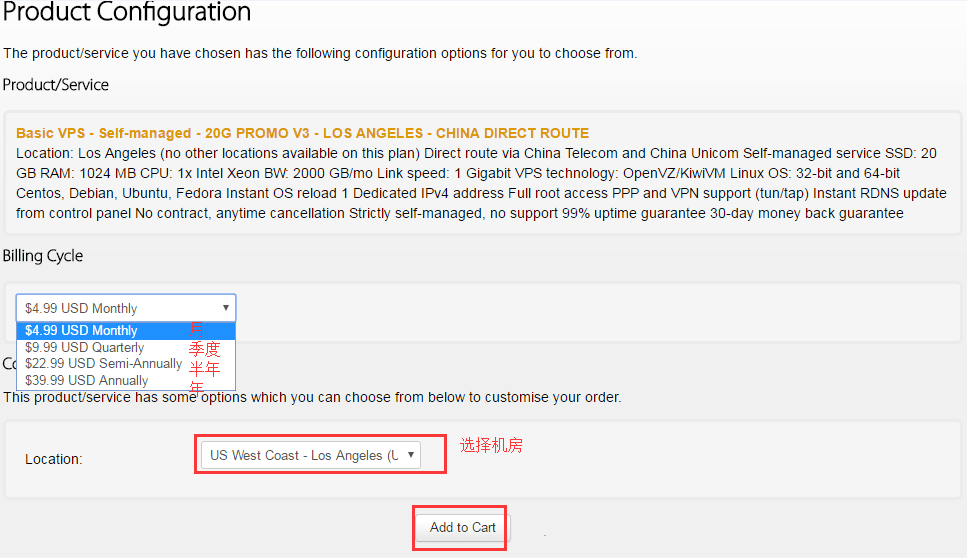 Product Configuration
The product/service you have chosen has the following configuration options for you to choose from.
Product/Service
Basic VPS - Self-managed - 20G PROMO V3 - LOS ANGELES - CHINA DIRECT ROUTE
Location: Los Angeles (no other locations available on this plan) Direct route via China Telecom and China Unicom Self-managed service SSD: 20
GB RAM: 1024 MB CPU: 1x Intel Xeon BW: 2000 GB/mo Link speed: 1 Gigabit VPS technology: OpenVZ/KiwiVM Linux OS: 32-bit and 64-bit
Centos, Debian, Ubuntu, Fedora Instant OS reload 1 Dedicated IPv4 address Full root access PPP and VPN support (tun/tap) Instant RDNS update
from control panel No contract, anytime cancellation Strictly self-managed, no support 99% uptime guarantee 30-day money back guarantee
Billing Cycle
$4.99 USD Monthly
$4.99 USD Monthly 月
$9.99 USD Quarterly 季度
$22.99 USD Semi-Annually 半年
$39.99 USD Annually 年
This product/service has some options which you can choose from below to customise your order.
Location: US West Coast - Los Angeles (U 选择机房
Add to Cart